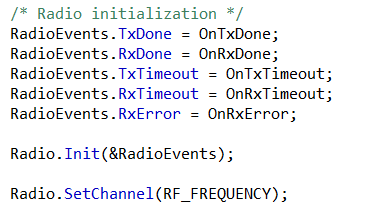 /* Radio initialization */
RadioEvents.TxDone = OnTxDone;
RadioEvents.RxDone = OnRxDone;
RadioEvents.TxTimeout = OnTxTimeout;
RadioEvents.RxTimeout = OnRxTimeout;
RadioEvents.RxError = OnRxError;
Radio.Init(&RadioEvents);
Radio.SetChannel(RF_FREQUENCY);